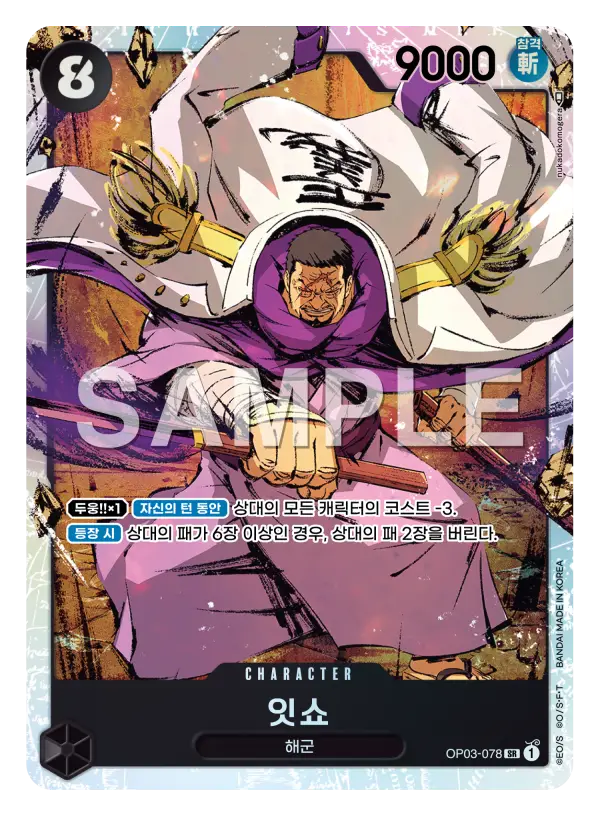 8
9000
참격
斬
nukadokomogera
SAMPLE
두웅!!×1 자신의 턴 동안 상대의 모든 캐릭터의 코스트 -3.
등장 시 상대의 패가 6장 이상인 경우, 상대의 패 2장을 버린다.
CHARACTER
잇쇼
해군
OP03-078 SR 1
©E.O/S ©O/S·F·T BANDAI MADE IN KOREA